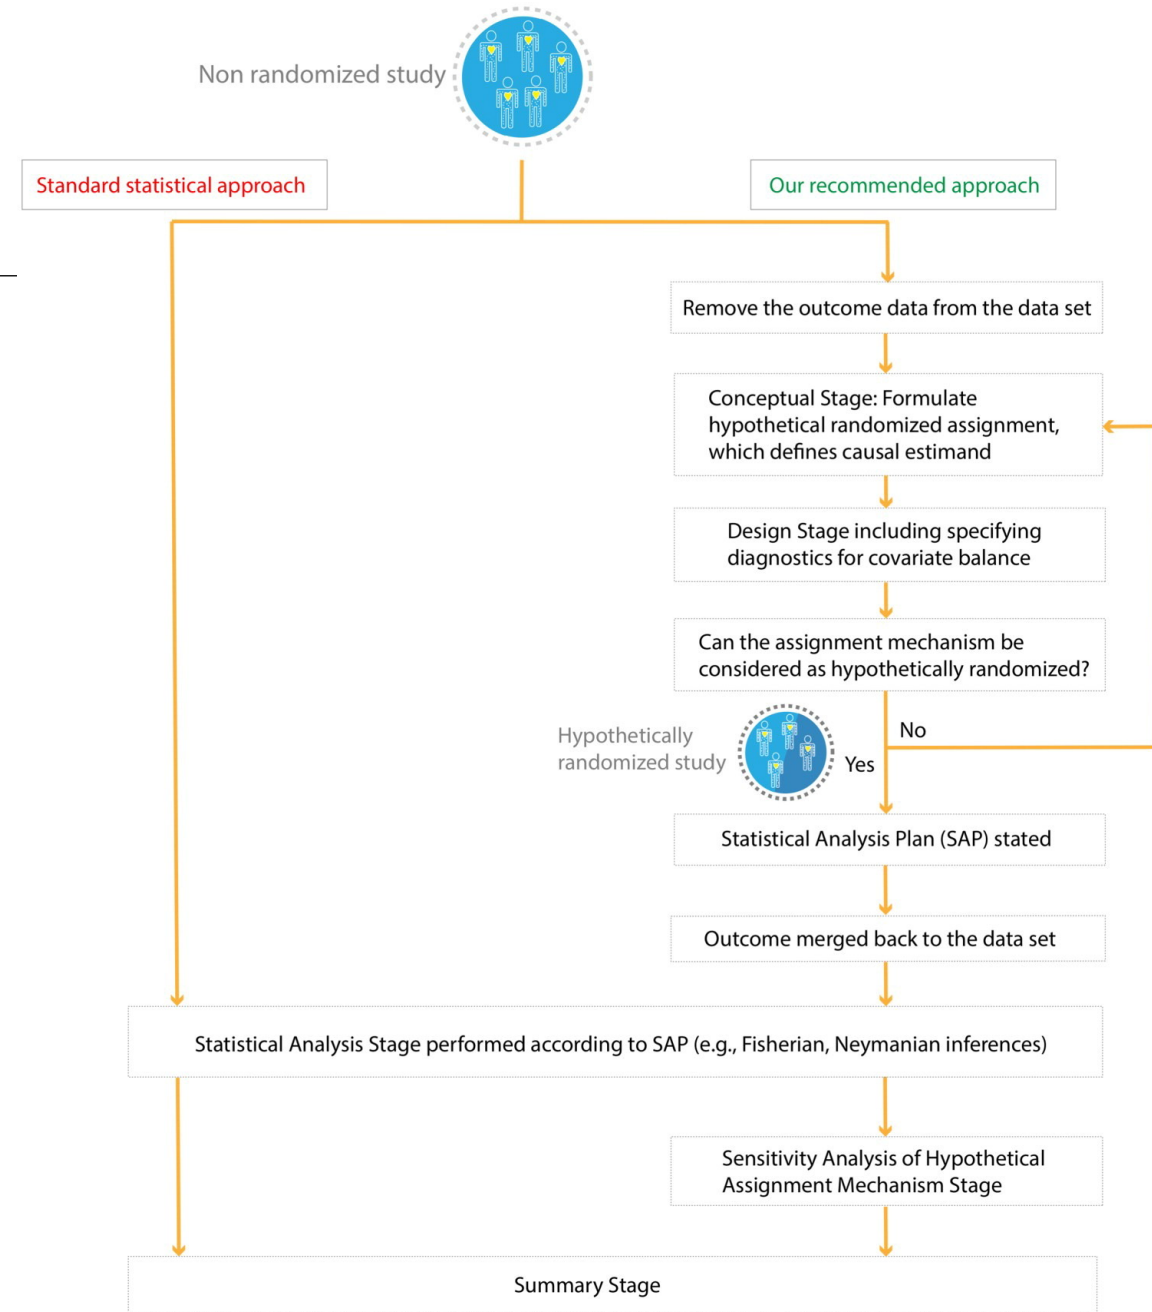 Non randomized study
Standard statistical approach
Our recommended approach
Remove the outcome data from the data set
Conceptual Stage: Formulate
hypothetical randomized assignment,
which defines causal estimand
Design Stage including specifying
diagnostics for covariate balance
Can the assignment mechanism be
considered as hypothetically randomized?
No
Hypothetically
randomized study
Yes
Statistical Analysis Plan (SAP) stated
Outcome merged back to the data set
Statistical Analysis Stage performed according to SAP (e.g., Fisherian, Neymanian inferences)
Sensitivity Analysis of Hypothetical
Assignment Mechanism Stage
Summary Stage